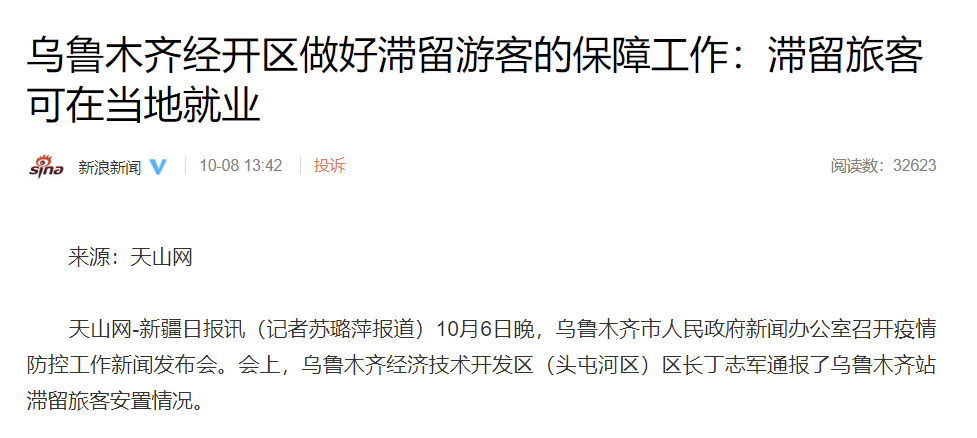 乌鲁木齐经开区做好滞留游客的保障工作：滞留旅客
可在当地就业
sina 新浪新闻 10-08 13:42 投诉 阅读数：32623
来源：天山网
天山网-新疆日报讯（记者苏璐萍报道）10月6日晚，乌鲁木齐市人民政府新闻办公室召开疫情
防控工作新闻发布会。会上，乌鲁木齐经济技术开发区（头屯河区）区长丁志军通报了乌鲁木齐站
滞留旅客安置情况。